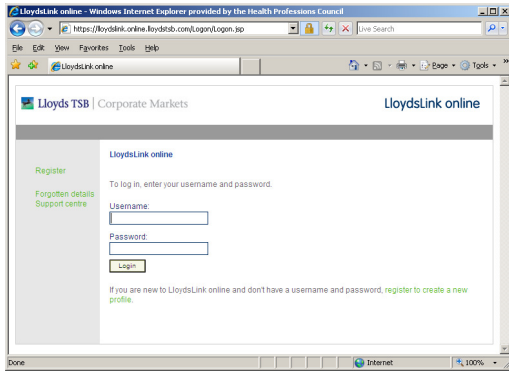 LloydsLink online - Windows Internet Explorer provided by the Health Professions Council
https://lloydslink.online.lloydstsb.com/Logon/Logon.jsp
Live Search
File Edit View Favorites Tools Help
LloydsLink online
Page Tools »
Lloyds TSB | Corporate Markets
LloydsLink online
LloydsLink online
Register
To log in, enter your username and password.
Forgotten details
Support centre
Username:
Password:
Login
If you are new to LloydsLink online and don't have a username and password, register to create a new
profile.
Done
Internet
100%